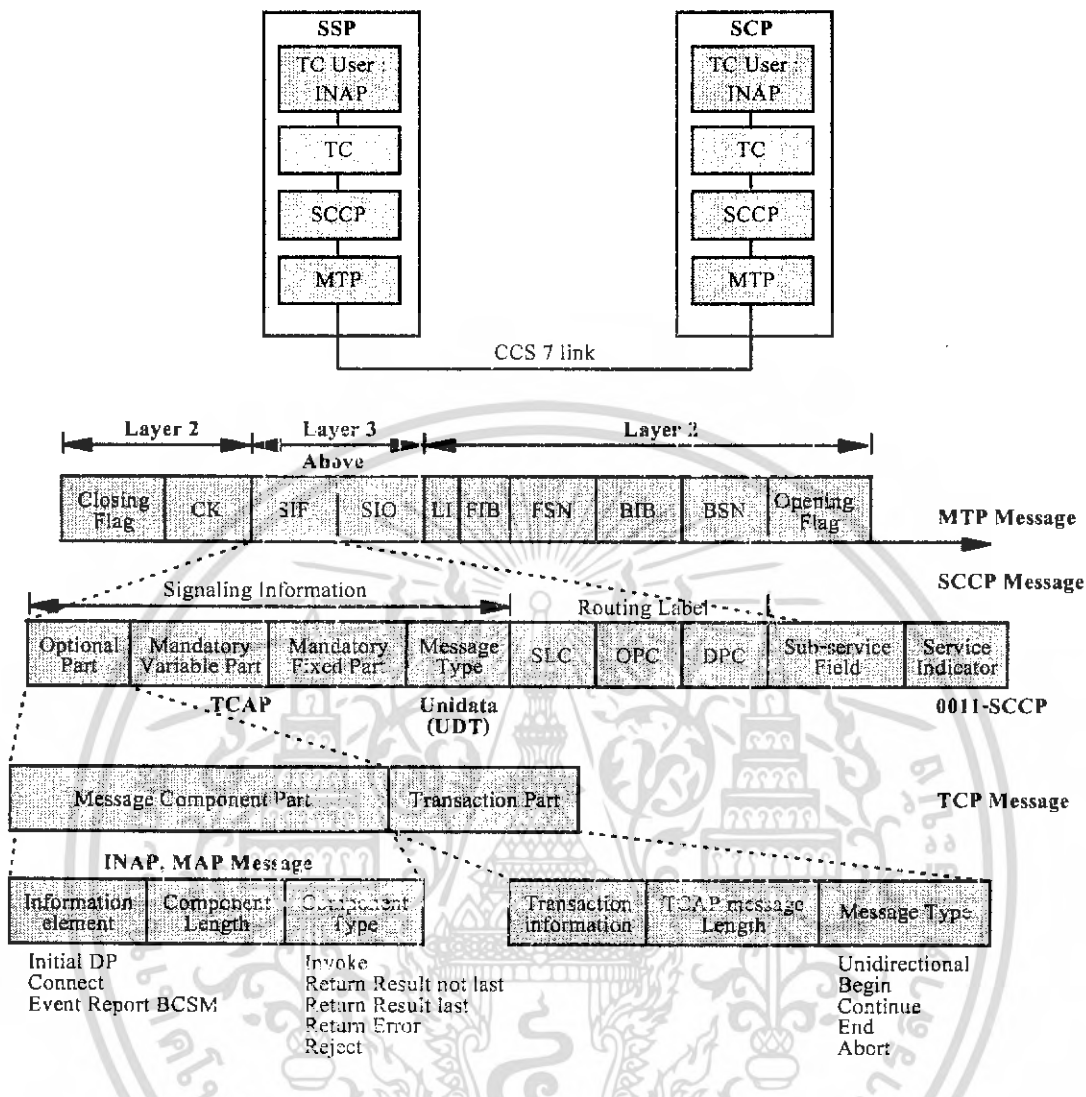 SSP
TC User :
INAP
TC
SCCP
MTP
SCP
TC User :
INAP
TC
SCCP
MTP
CCS 7 link
Layer 2
Layer 3
Above
Layer 2
Closing
Flag
CK
SIF
SIO
LI
FIB
FSN
BIB
BSN
Opening
Flag
MTP Message
SCCP Message
Signaling Information
Routing Label
Optional
Part
Mandatory
Variable Part
Mandatory
Fixed Part
Message
Type
SLC
OPC
DPC
Sub-service
Field
Service
Indicator
TCAP
Unidata
(UDT)
0011-SCCP
Message Component Part
Transaction Part
TCP Message
INAP, MAP Message
Information
element
Component
Length
Component
Type
Transaction
information
TCAP message
Length
Message Type
Initial DP
Connect
Event Report BCSM
Invoke
Return Result not last
Return Result last
Return Error
Reject
Unidirectional
Begin
Continue
End
Abort